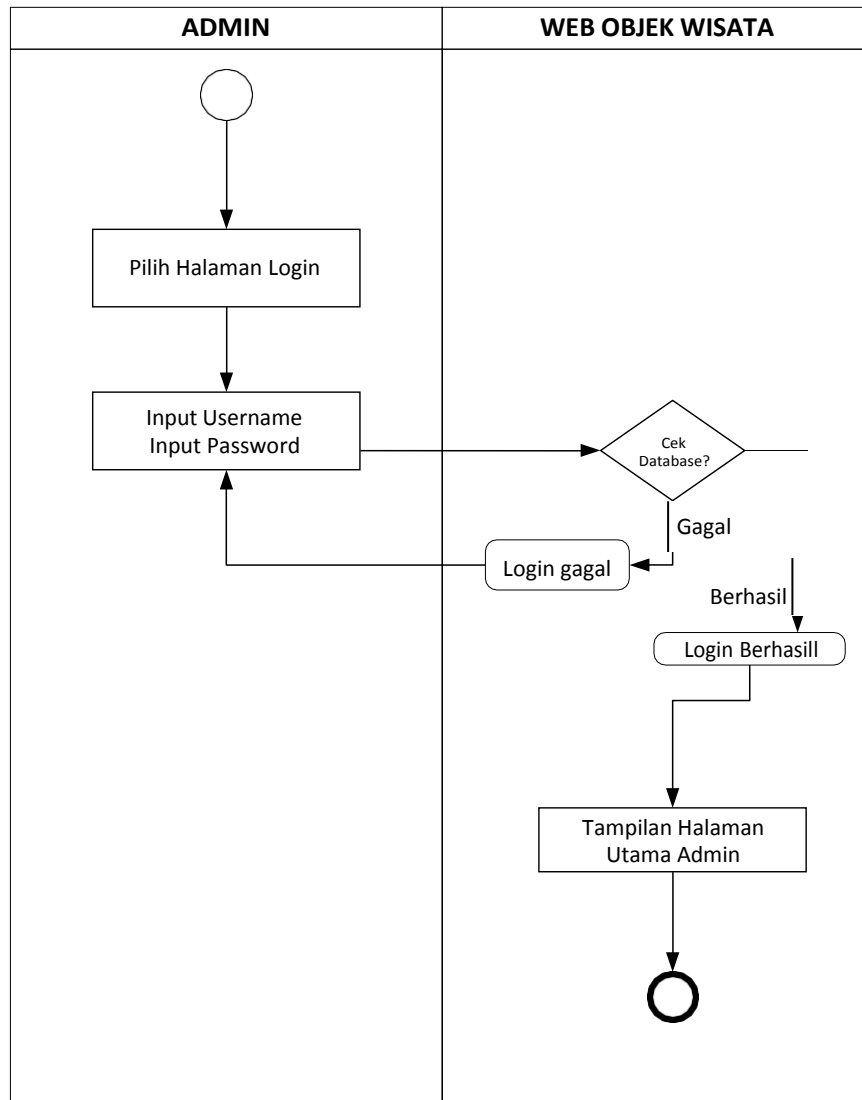 ADMIN
WEB OBJEK WISATA
Pilih Halaman Login
Input Username
Input Password
Cek
Database?
Gagal
Login gagal
Berhasil
Login Berhasill
Tampilan Halaman
Utama Admin